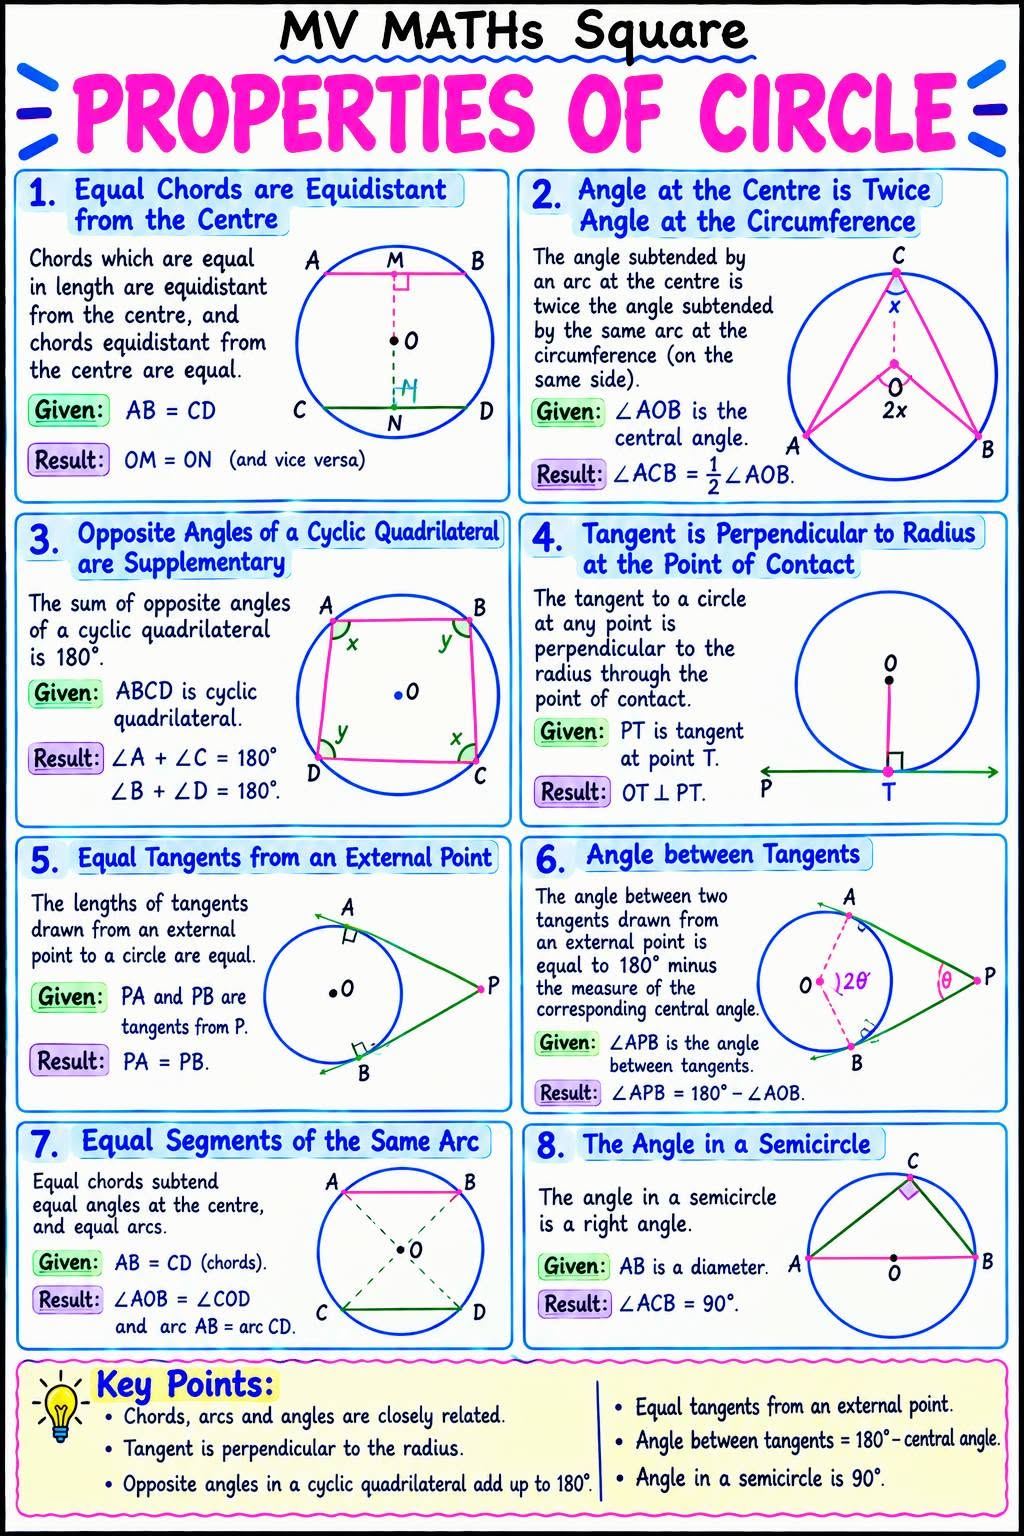 MV MATHs Square
PROPERTIES OF CIRCLE
1. Equal Chords are Equidistant
from the Centre
Chords which are equal
in length are equidistant
from the centre, and
chords equidistant from
the centre are equal.
Given: AB = CD
Result: OM = ON (and vice versa)
A M B
O
C N D
2. Angle at the Centre is Twice
Angle at the Circumference
The angle subtended by
an arc at the centre is
twice the angle subtended
by the same arc at the
circumference (on the
same side).
Given: ∠AOB is the
central angle.
Result: ∠ACB = 1/2 ∠AOB.
C
x
O
2x
A B
3. Opposite Angles of a Cyclic Quadrilateral
are Supplementary
The sum of opposite angles
of a cyclic quadrilateral
is 180°.
Given: ABCD is cyclic
quadrilateral.
Result: ∠A + ∠C = 180°
∠B + ∠D = 180°.
A B
x y
O
y x
D C
4. Tangent is Perpendicular to Radius
at the Point of Contact
The tangent to a circle
at any point is
perpendicular to the
radius through the
point of contact.
Given: PT is tangent
at point T.
Result: OT ⊥ PT.
O
P T
5. Equal Tangents from an External Point
The lengths of tangents
drawn from an external
point to a circle are equal.
Given: PA and PB are
tangents from P.
Result: PA = PB.
A
O P
B
6. Angle between Tangents
The angle between two
tangents drawn from
an external point is
equal to 180° minus
the measure of the
corresponding central angle.
Given: ∠APB is the angle
between tangents.
Result: ∠APB = 180° – ∠AOB.
A
O 2θ θ P
B
7. Equal Segments of the Same Arc
Equal chords subtend
equal angles at the centre,
and equal arcs.
Given: AB = CD (chords).
Result: ∠AOB = ∠COD
and arc AB = arc CD.
A B
O
C D
8. The Angle in a Semicircle
The angle in a semicircle
is a right angle.
Given: AB is a diameter.
Result: ∠ACB = 90°.
C
A O B
Key Points:
• Chords, arcs and angles are closely related.
• Tangent is perpendicular to the radius.
• Opposite angles in a cyclic quadrilateral add up to 180°.
• Equal tangents from an external point.
• Angle between tangents = 180° – central angle.
• Angle in a semicircle is 90°.